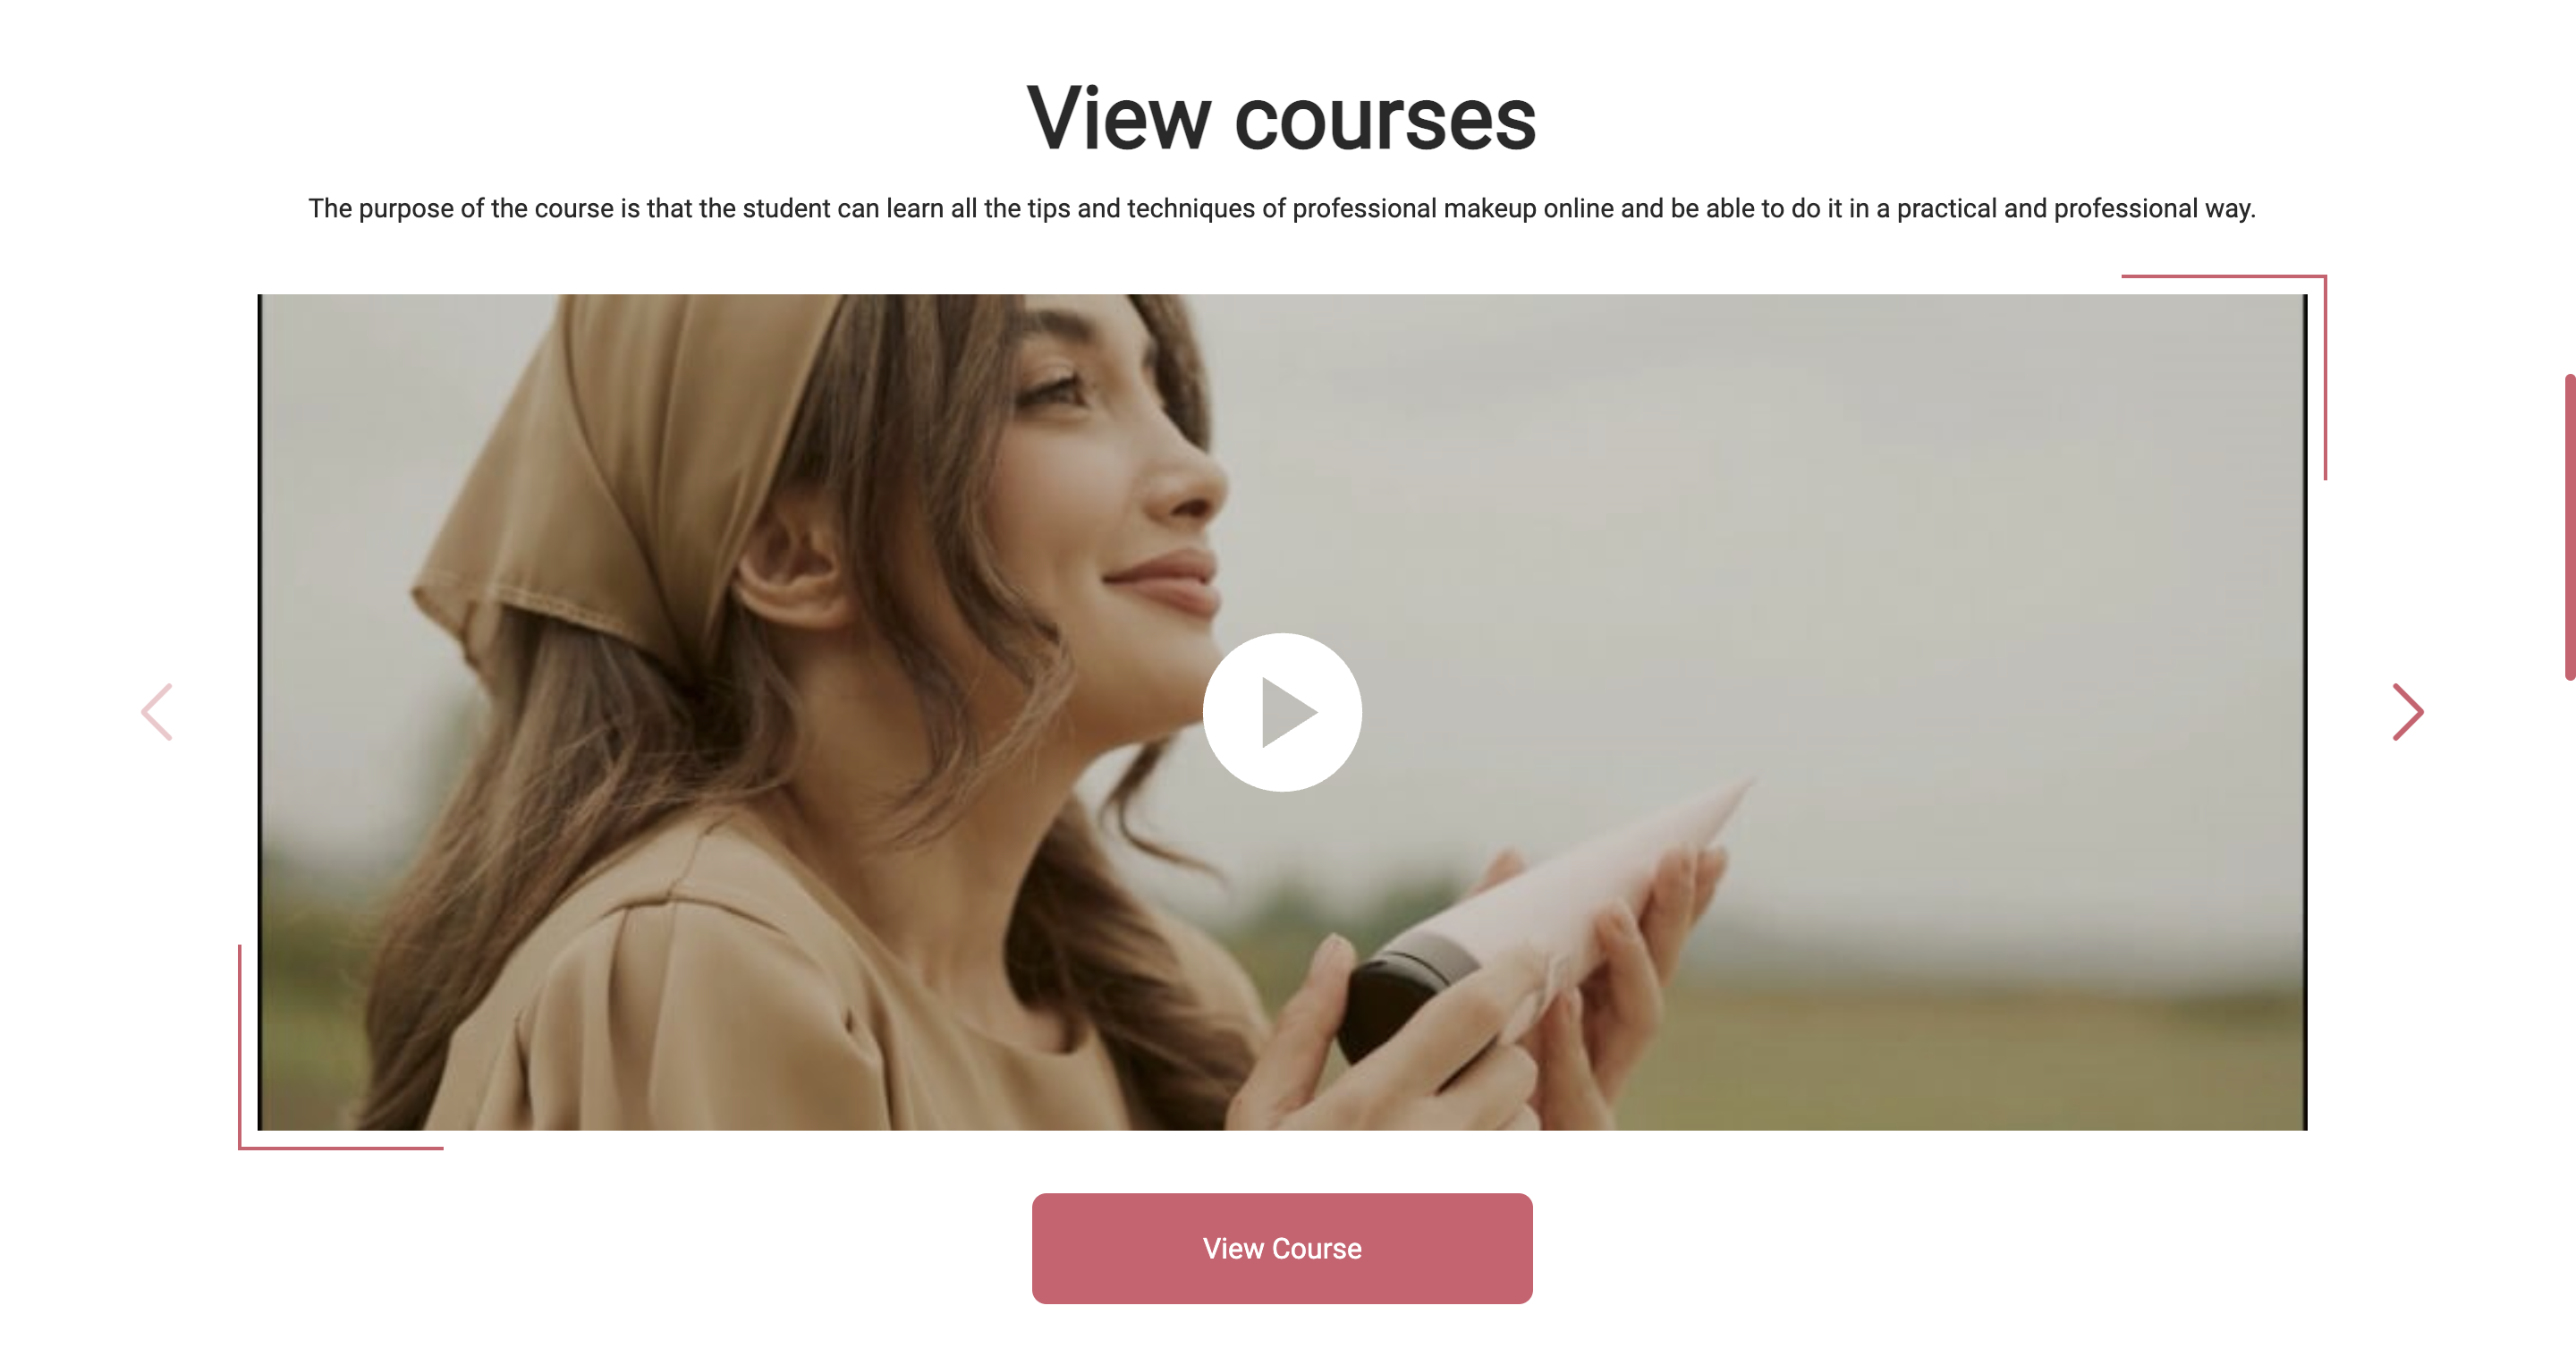 View courses
The purpose of the course is that the student can learn all the tips and techniques of professional makeup online and be able to do it in a practical and professional way.
View Course